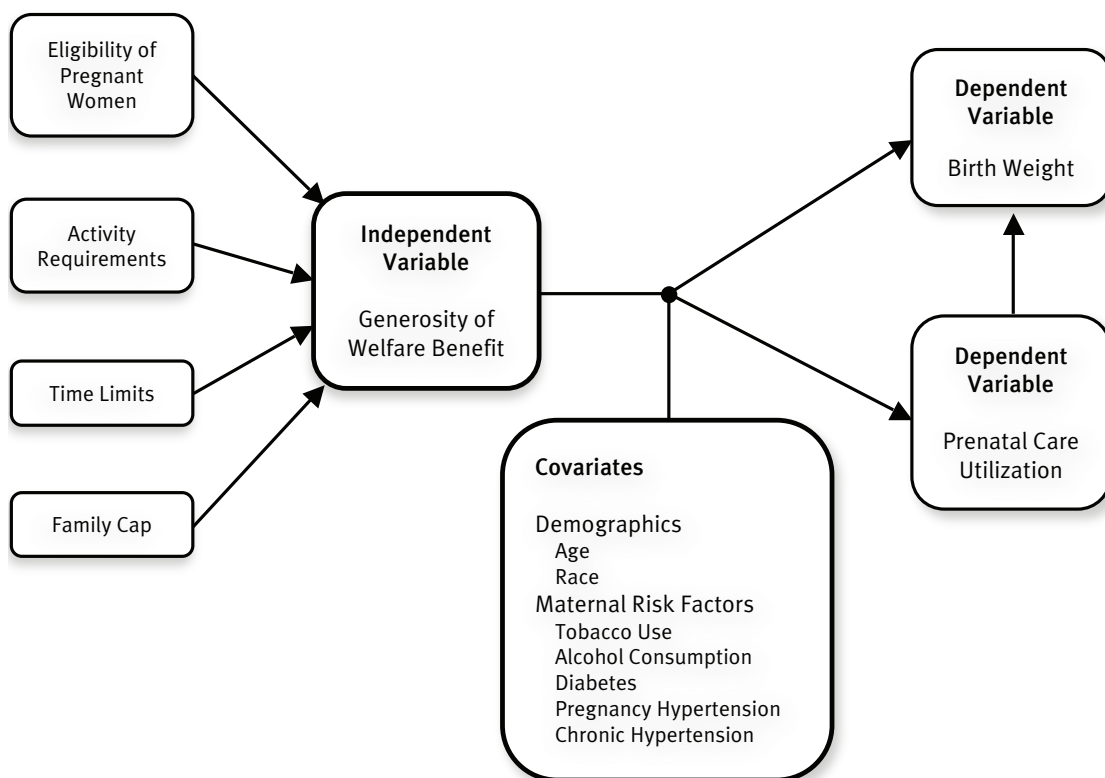 Eligibility of
Pregnant
Women
Activity
Requirements
Time Limits
Family Cap
Independent
Variable
Generosity of
Welfare Benefit
Covariates
Demographics
Age
Race
Maternal Risk Factors
Tobacco Use
Alcohol Consumption
Diabetes
Pregnancy Hypertension
Chronic Hypertension
Dependent
Variable
Birth Weight
Dependent
Variable
Prenatal Care
Utilization